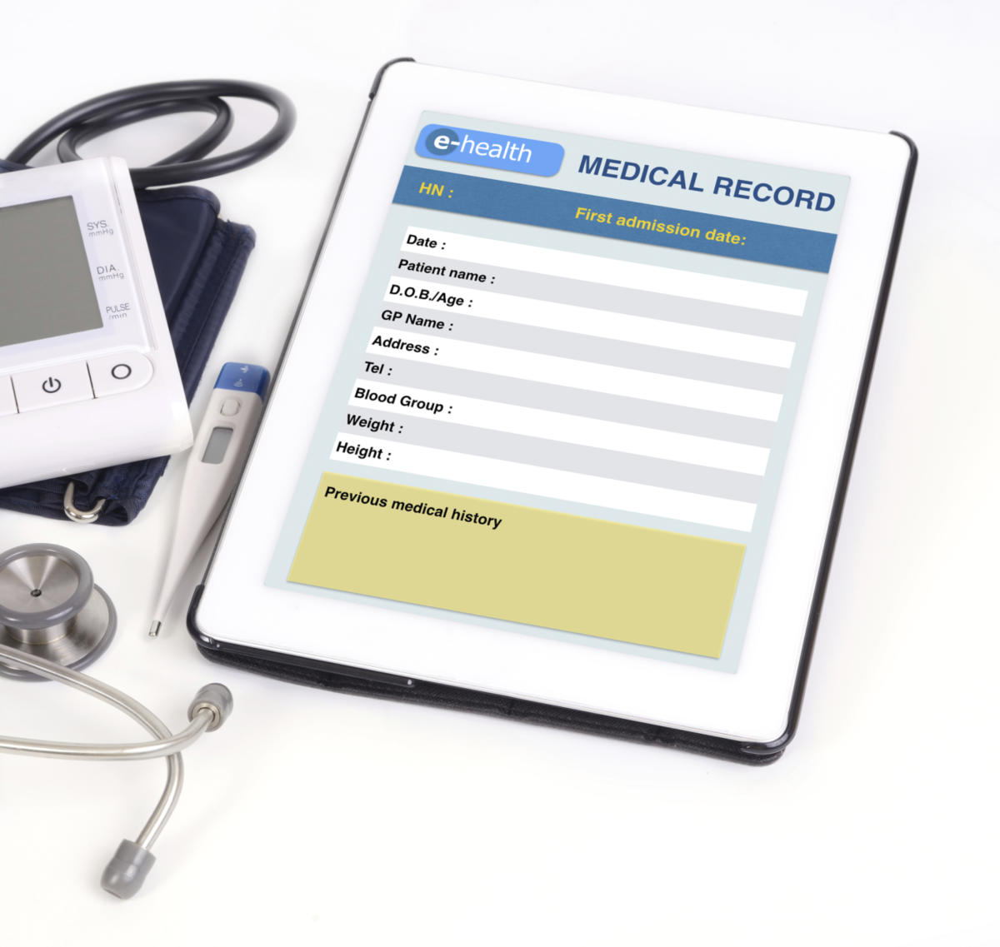 SYS.
mmHg
DIA.
mmHg
PULSE
/min
e-health
MEDICAL RECORD
HN :
First admission date:
Date :
Patient name :
D.O.B./Age :
GP Name :
Address :
Tel :
Blood Group :
Weight :
Height :
Previous medical history